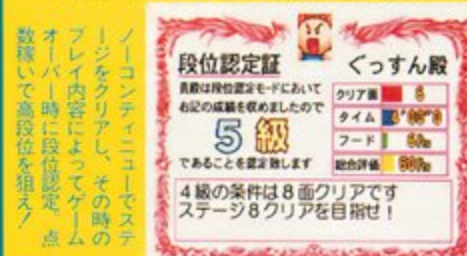 ノーコンティニューでステ
ージをクリアし、その時の
プレイ内容によってゲーム
オーバー時に段位認定。点
数稼いで高段位を狙え！
段位認定証
ぐっすん殿
貴殿は段位認定モードにおいて
右記の成績を収めましたので
5級
であることを認定致します
クリア面 6
タイム
フード
総合評価
4級の条件は8面クリアです
ステージ8クリアを目指せ！